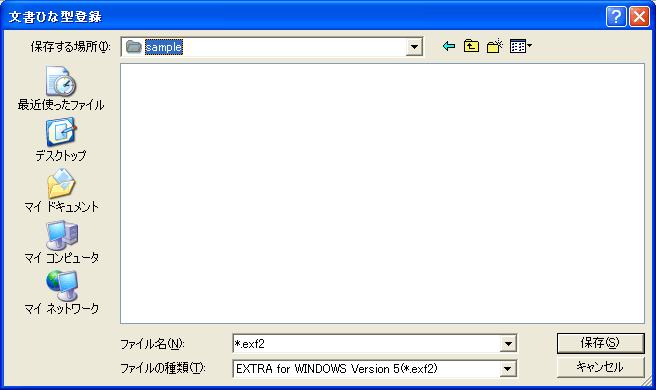 文書ひな型登録
保存する場所(I):
sample
最近使ったファイル
デスクトップ
マイ ドキュメント
マイ コンピュータ
マイ ネットワーク
ファイル名(N):
*.exf2
保存(S)
ファイルの種類(T):
EXTRA for WINDOWS Version 5(*.exf2)
キャンセル